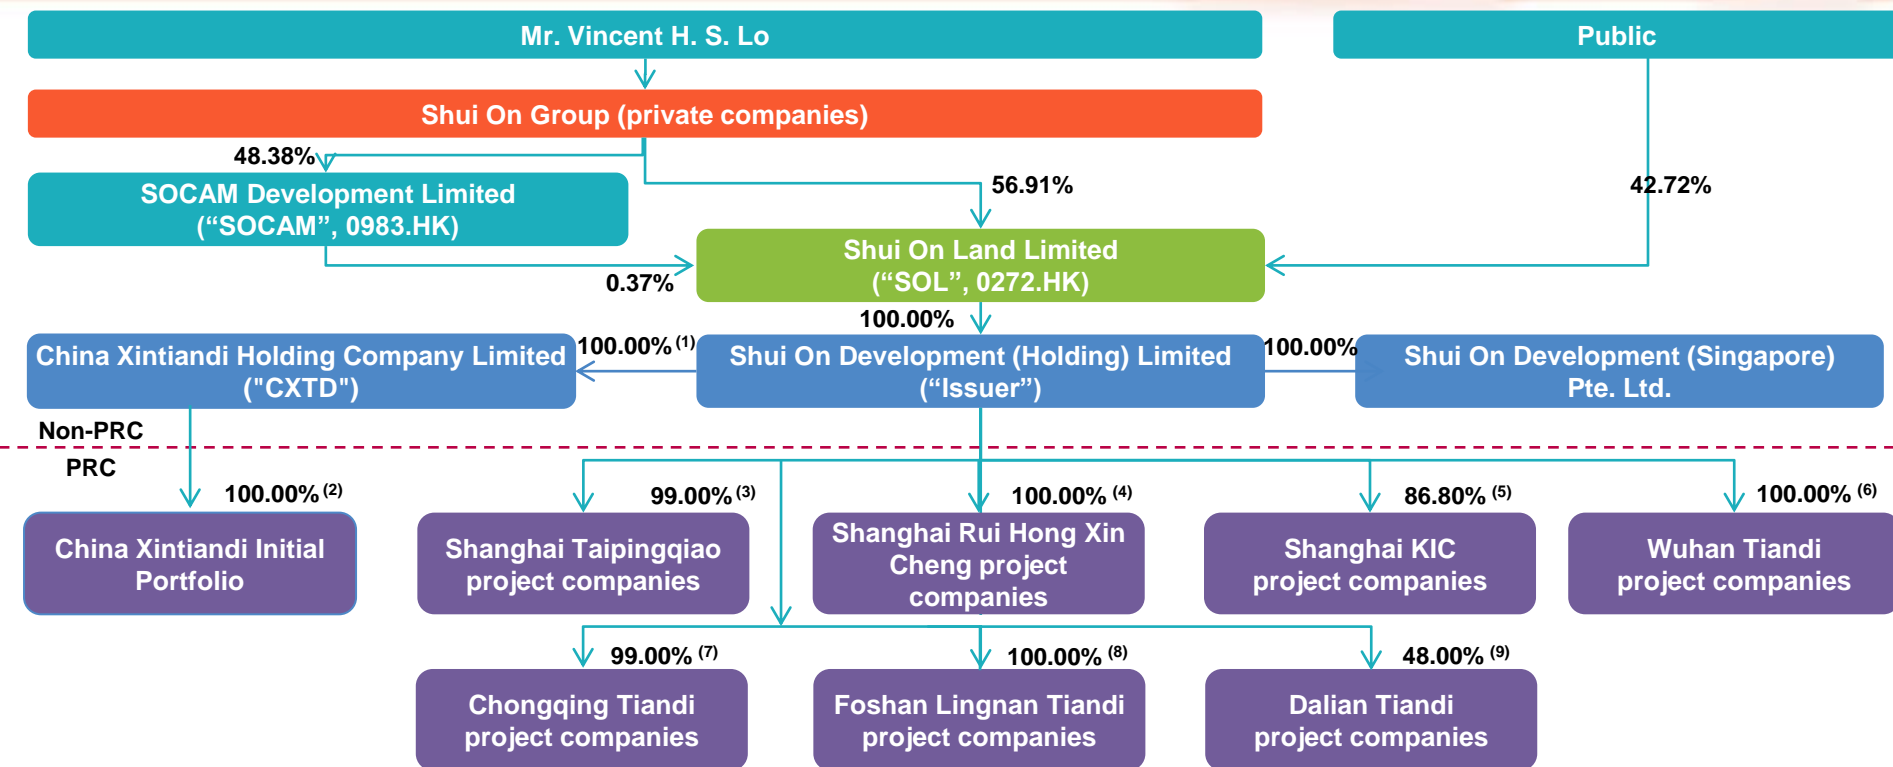 Mr. Vincent H. S. Lo
Public
Shui On Group (private companies)
48.38%
56.91%
42.72%
SOCAM Development Limited
(“SOCAM”, 0983.HK)
0.37%
Shui On Land Limited
(“SOL”, 0272.HK)
100.00%
China Xintiandi Holding Company Limited
("CXTD")
100.00% (1)
Shui On Development (Holding) Limited
(“Issuer”)
100.00%
Shui On Development (Singapore)
Pte. Ltd.
Non-PRC
PRC
100.00% (2)
99.00% (3)
100.00% (4)
86.80% (5)
100.00% (6)
China Xintiandi Initial
Portfolio
Shanghai Taipingqiao
project companies
Shanghai Rui Hong Xin
Cheng project
companies
Shanghai KIC
project companies
Wuhan Tiandi
project companies
99.00% (7)
100.00% (8)
48.00% (9)
Chongqing Tiandi
project companies
Foshan Lingnan Tiandi
project companies
Dalian Tiandi
project companies